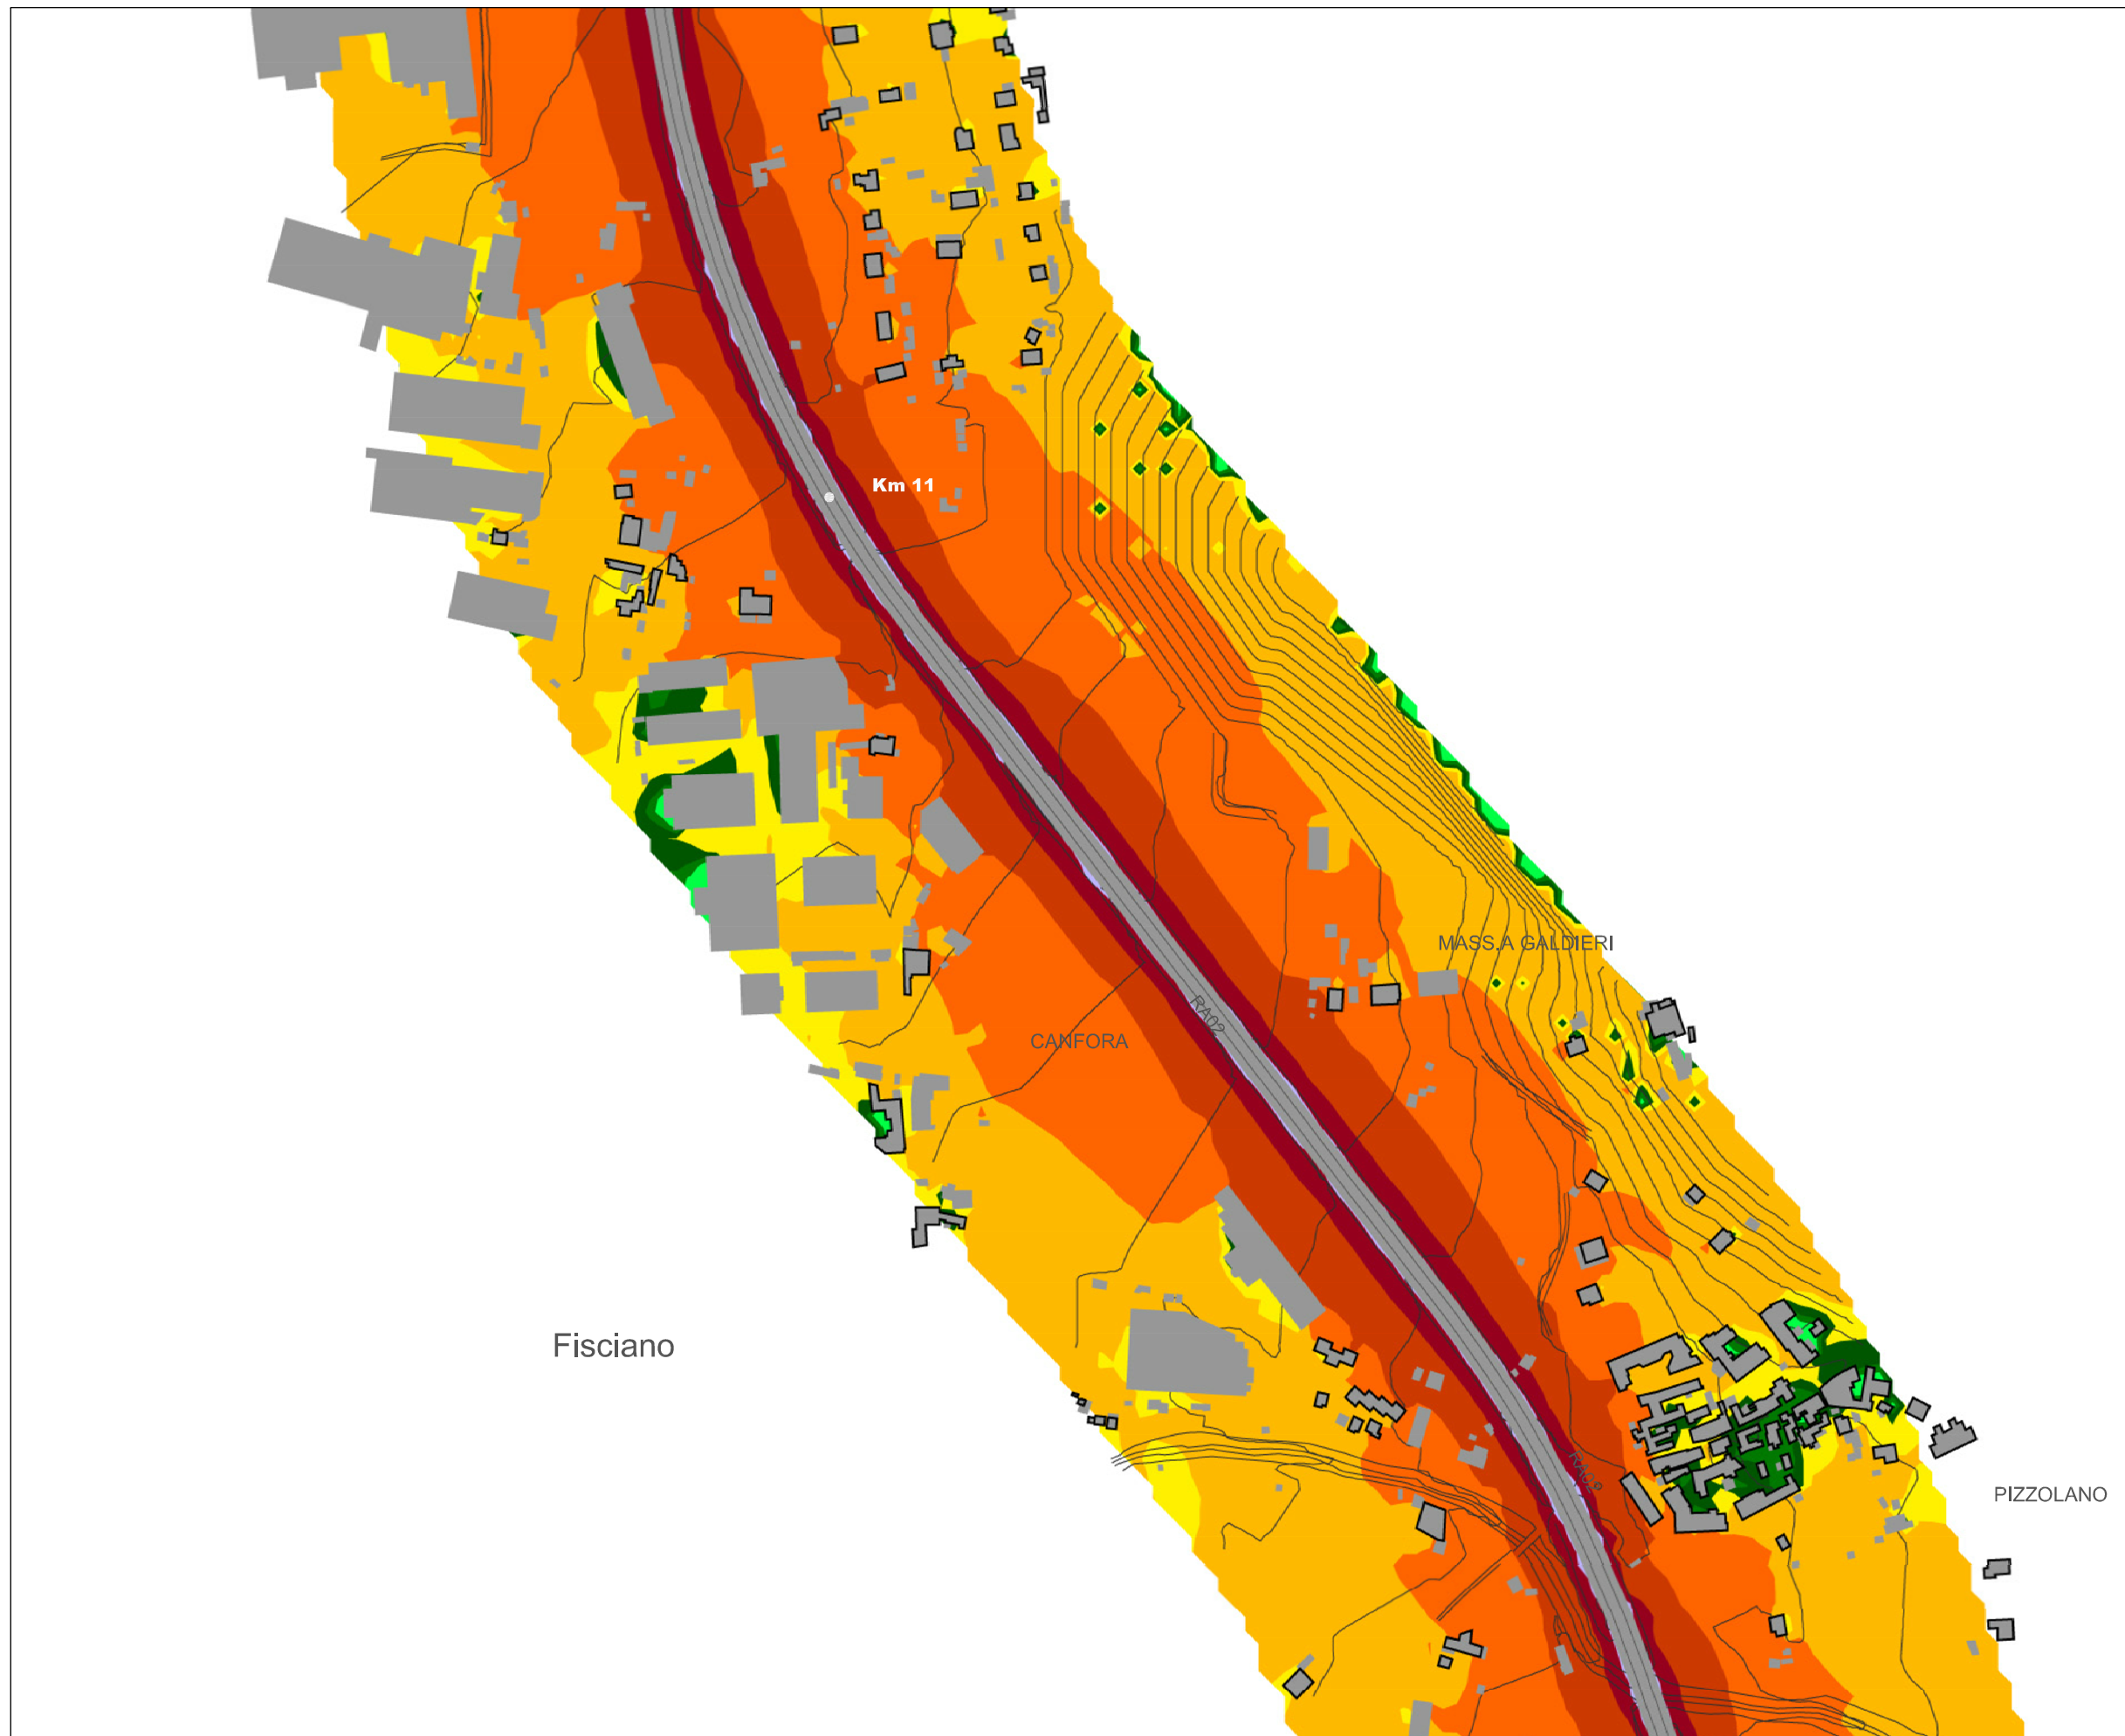 Km 11
MASS.A GALDIERI
RA02
CANFORA
Fisciano
RA02
PIZZOLANO